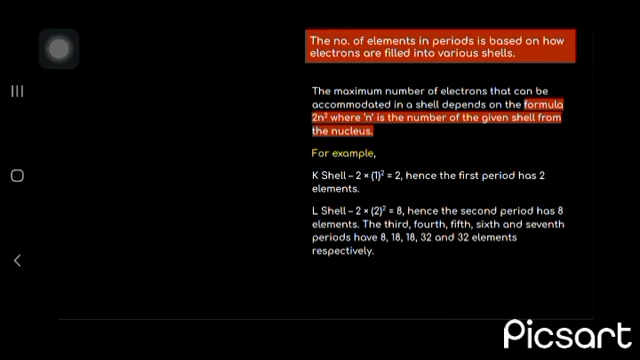 The no. of elements in periods is based on how
electrons are filled into various shells.
The maximum number of electrons that can be
accommodated in a shell depends on the formula
2n² where 'n' is the number of the given shell from
the nucleus.
For example,
K Shell – 2 × (1)² = 2, hence the first period has 2
elements.
L Shell – 2 × (2)² = 8, hence the second period has 8
elements. The third, fourth, fifth, sixth and seventh
periods have 8, 18, 18, 32 and 32 elements
respectively.
Picsart